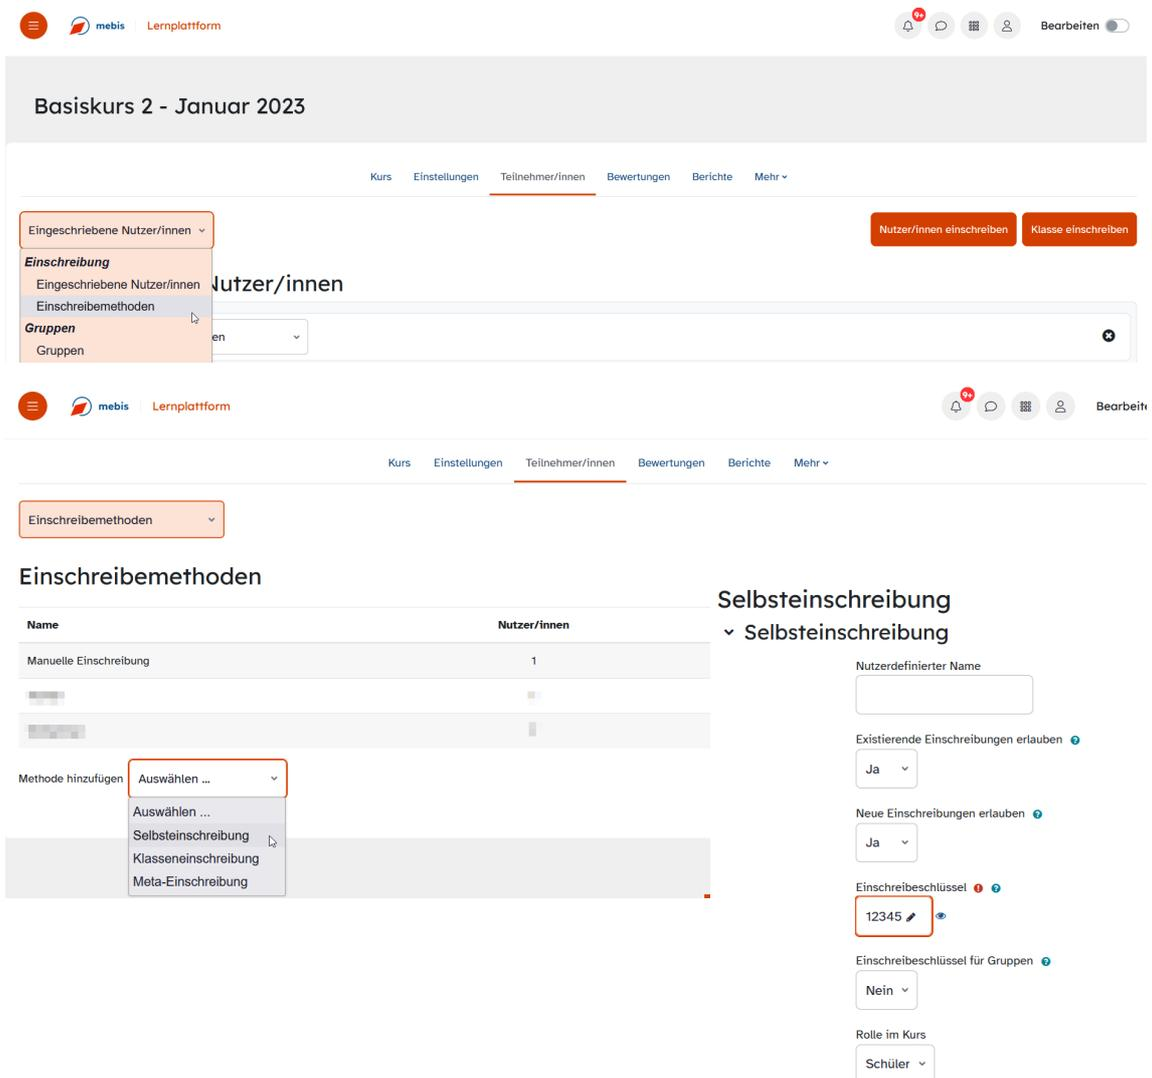 mebis Lernplattform 9+ Bearbeiten
Basiskurs 2 - Januar 2023
Kurs Einstellungen Teilnehmer/innen Bewertungen Berichte Mehr
Eingeschriebene Nutzer/innen
Nutzer/innen einschreiben Klasse einschreiben
Einschreibung
Eingeschriebene Nutzer/innen
Nutzer/innen
Einschreibemethoden
Gruppen
en
Gruppen
mebis Lernplattform 9+ Bearbeite
Kurs Einstellungen Teilnehmer/innen Bewertungen Berichte Mehr
Einschreibemethoden
Einschreibemethoden
Name Nutzer/innen
Manuelle Einschreibung 1
Methode hinzufügen Auswählen ...
Auswählen ...
Selbsteinschreibung
Klasseneinschreibung
Meta-Einschreibung
Selbsteinschreibung
Selbsteinschreibung
Nutzerdefinierter Name
Existierende Einschreibungen erlauben
Ja
Neue Einschreibungen erlauben
Ja
Einschreibeschlüssel
12345
Einschreibeschlüssel für Gruppen
Nein
Rolle im Kurs
Schüler